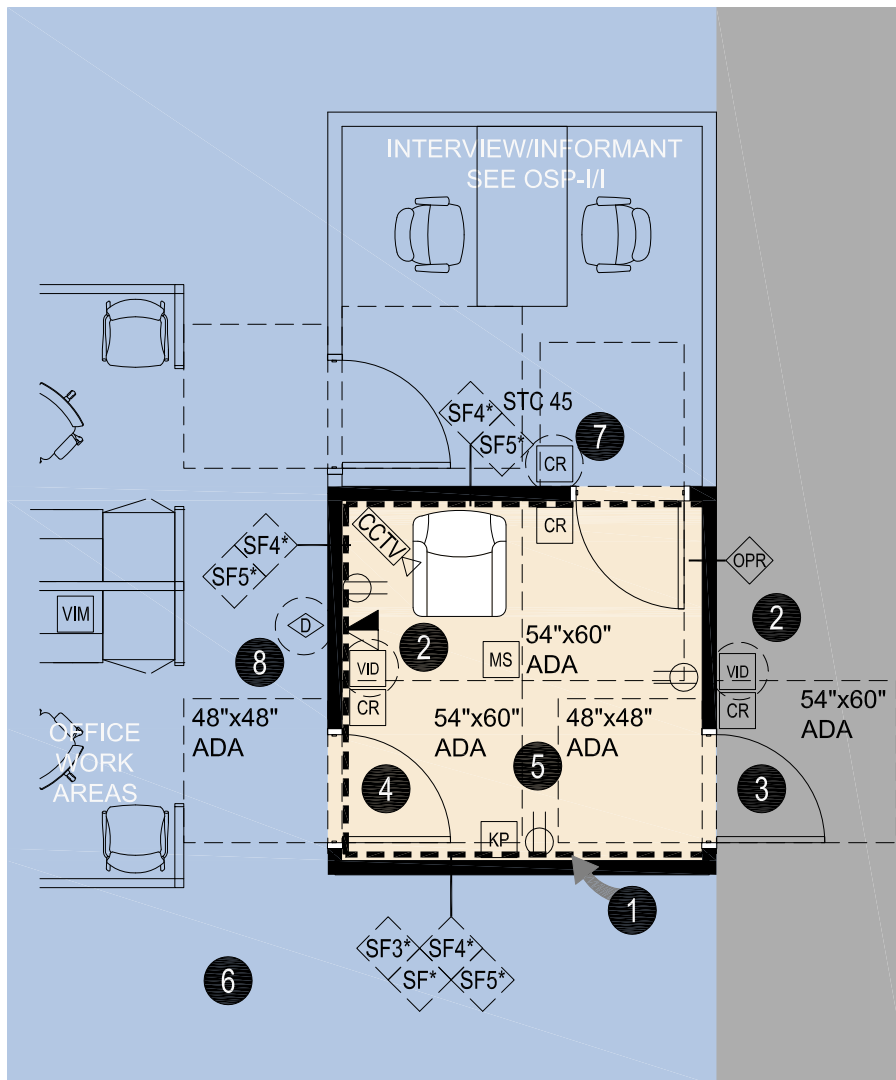 INTERVIEW/INFORMANT
SEE OSP-I/I
SF4*
STC 45
SF5*
7
CR
CR
CCTV
SF4*
SF5*
OPR
VIM
D
2
2
54"x60"
ADA
MS
8
VID
VID
CR
CR
48"x48"
ADA
54"x60"
ADA
48"x48"
ADA
54"x60"
ADA
OFFICE
WORK
AREAS
5
4
3
KP
1
SF3*
SF4*
SF*
SF5*
6